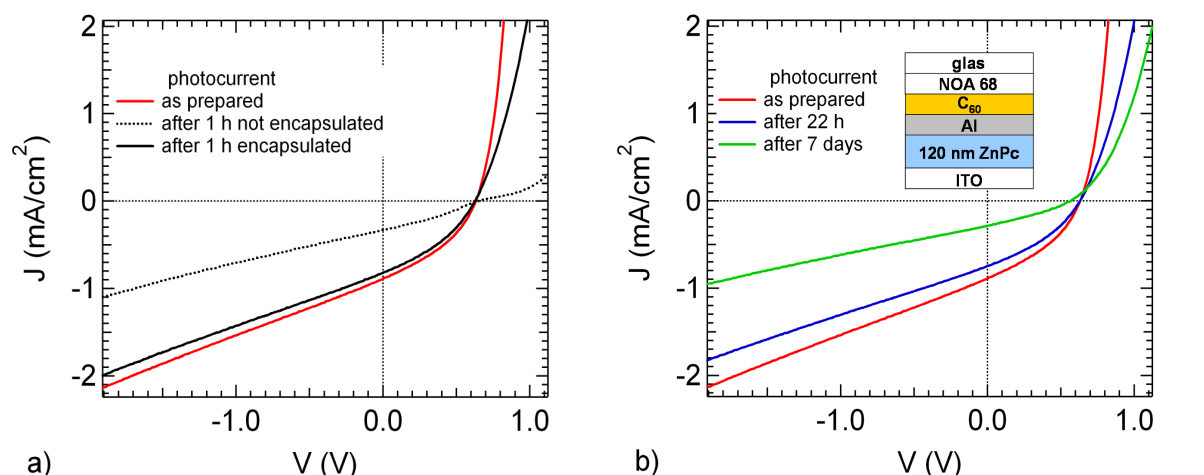 2
1
0
-1
-2
J (mA/cm²)
photocurrent
as prepared
after 1 h not encapsulated
after 1 h encapsulated
-1.0
0.0
1.0
V (V)
a)
2
1
0
-1
-2
J (mA/cm²)
photocurrent
as prepared
after 22 h
after 7 days
glas
NOA 68
C₆₀
Al
120 nm ZnPc
ITO
-1.0
0.0
1.0
V (V)
b)